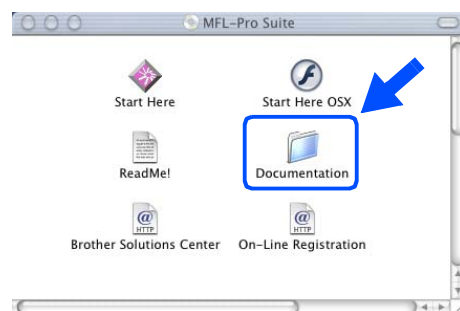 MFL-Pro Suite
Start Here
Start Here OSX
ReadMe!
Documentation
@
HTTP
@
HTTP
Brother Solutions Center
On-Line Registration